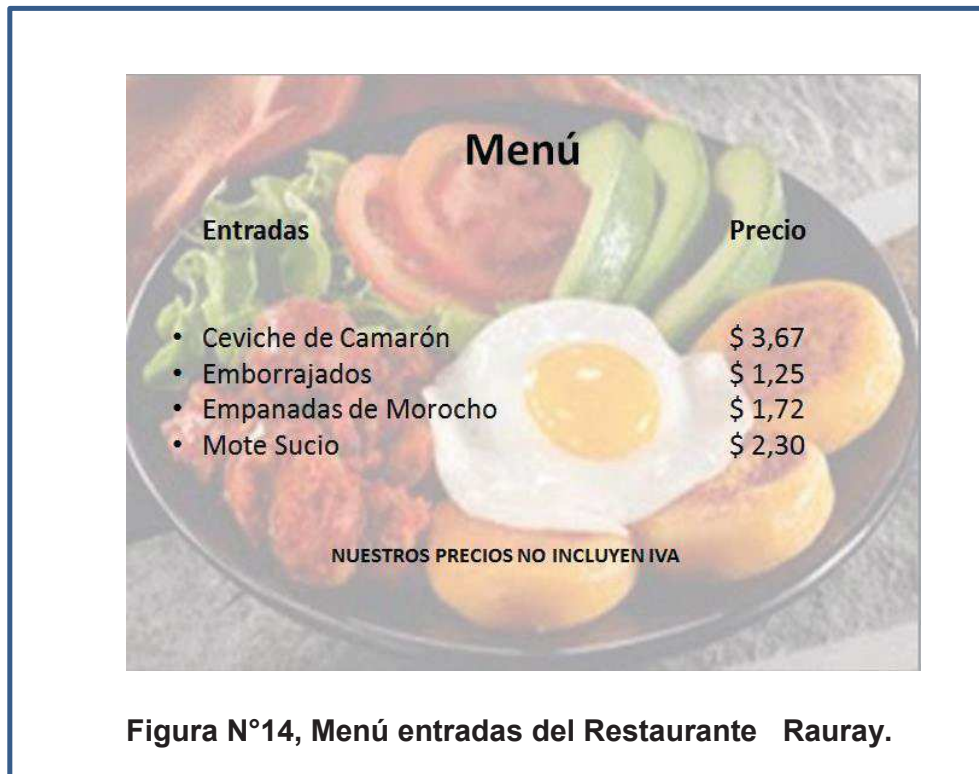 Menú
Entradas Precio
• Ceviche de Camarón $ 3,67
• Emborrajados $ 1,25
• Empanadas de Morocho $ 1,72
• Mote Sucio $ 2,30
NUESTROS PRECIOS NO INCLUYEN IVA
Figura N°14, Menú entradas del Restaurante Rauray.